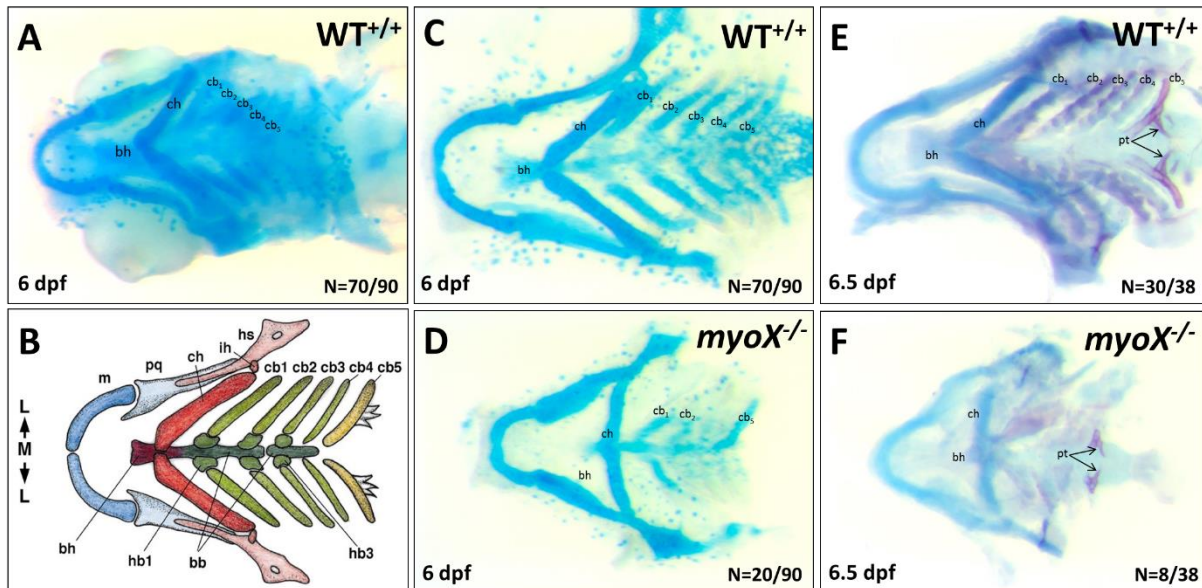 A
WT+/+
ch
cb1
cb2
cb3
cb4
cb5
bh
6 dpf
N=70/90
B
L
M
L
m
pq
ch
ih
hs
cb1 cb2 cb3 cb4 cb5
bh
hb1
bb
hb3
C
WT+/+
ch
cb1
cb2
cb3
cb4
cb5
bh
6 dpf
N=70/90
D
myoX-/-
cb1
cb2
cb5
ch
bh
6 dpf
N=20/90
E
WT+/+
cb1
cb2
cb3
cb4
cb5
ch
bh
pt
6.5 dpf
N=30/38
F
myoX-/-
ch
bh
pt
6.5 dpf
N=8/38